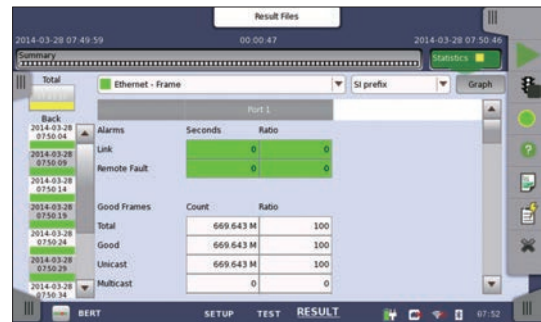 Result Files
2014-03-28 07:49:59 00:00:47 2014-03-28 07:50:46
Summary Statistics
Total Ethernet - Frame SI prefix Graph
Port 1
Back
2014-03-28 07:50:04
2014-03-28 07:50:09
2014-03-28 07:50:14
2014-03-28 07:50:19
2014-03-28 07:50:24
2014-03-28 07:50:29
2014-03-28 07:50:34
Alarms Seconds Ratio
Link 0 0
Remote Fault 0 0
Good Frames Count Ratio
Total 669.643 M 100
Good 669.643 M 100
Unicast 669.643 M 100
Multicast 0 0
BERT SETUP TEST RESULT 67:52